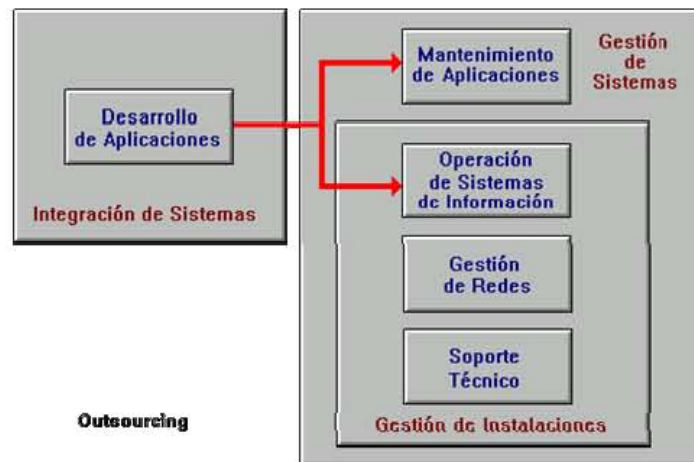 Desarrollo
de Aplicaciones
Integración de Sistemas
Mantenimiento
de Aplicaciones
Gestión
de
Sistemas
Operación
de Sistemas
de Información
Gestión
de Redes
Soporte
Técnico
Gestión de Instalaciones
Outsourcing